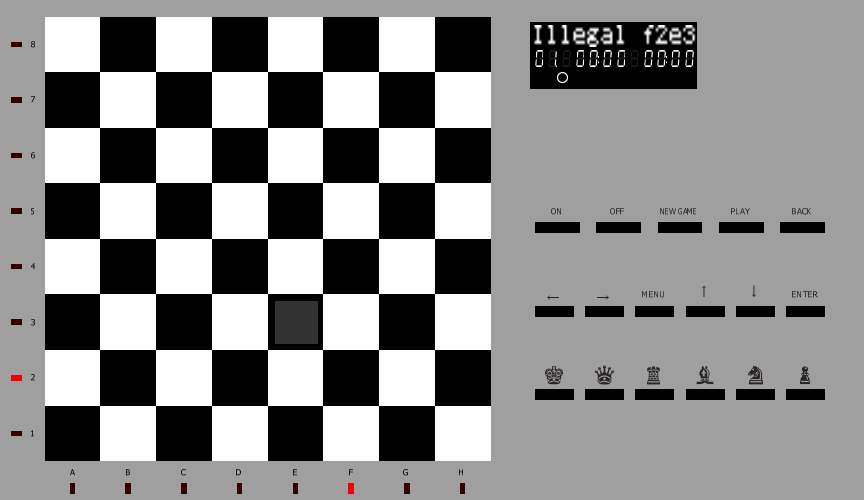 Illegal f2e3
01 00:00 00:00
8
7
6
5
4
3
2
1
A B C D E F G H
ON OFF NEW GAME PLAY BACK
← → MENU ↑ ↓ ENTER